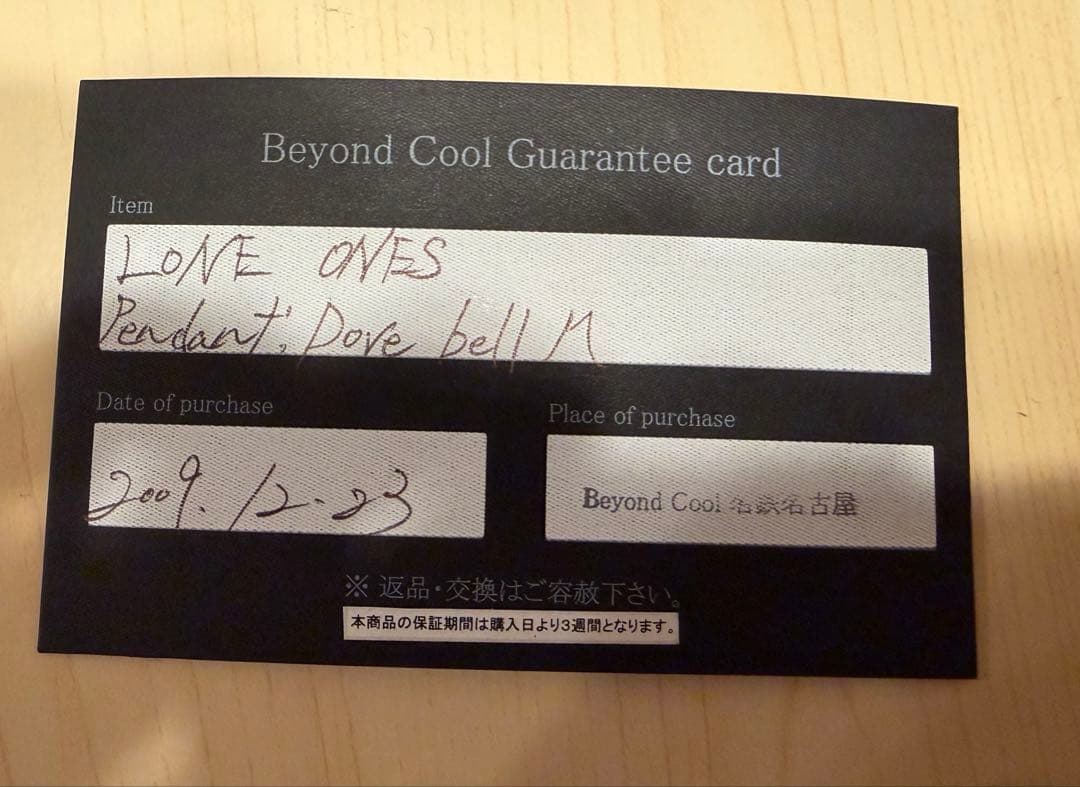 Beyond Cool Guarantee card
Item
LONE ONES
Pendant, Dove bell M
Date of purchase
Place of purchase
2009.12.23
Beyond Cool 名鉄名古屋
※ 返品・交換はご容赦下さい。
本商品の保証期間は購入日より3週間となります。